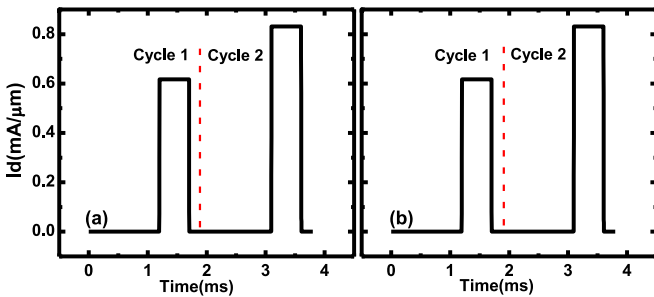 0.8
0.6
0.4
0.2
0.0
Id(mA/μm)
Cycle 1
Cycle 2
(a)
0 1 2 3 4
Time(ms)
Cycle 1
Cycle 2
(b)
0 1 2 3 4
Time(ms)